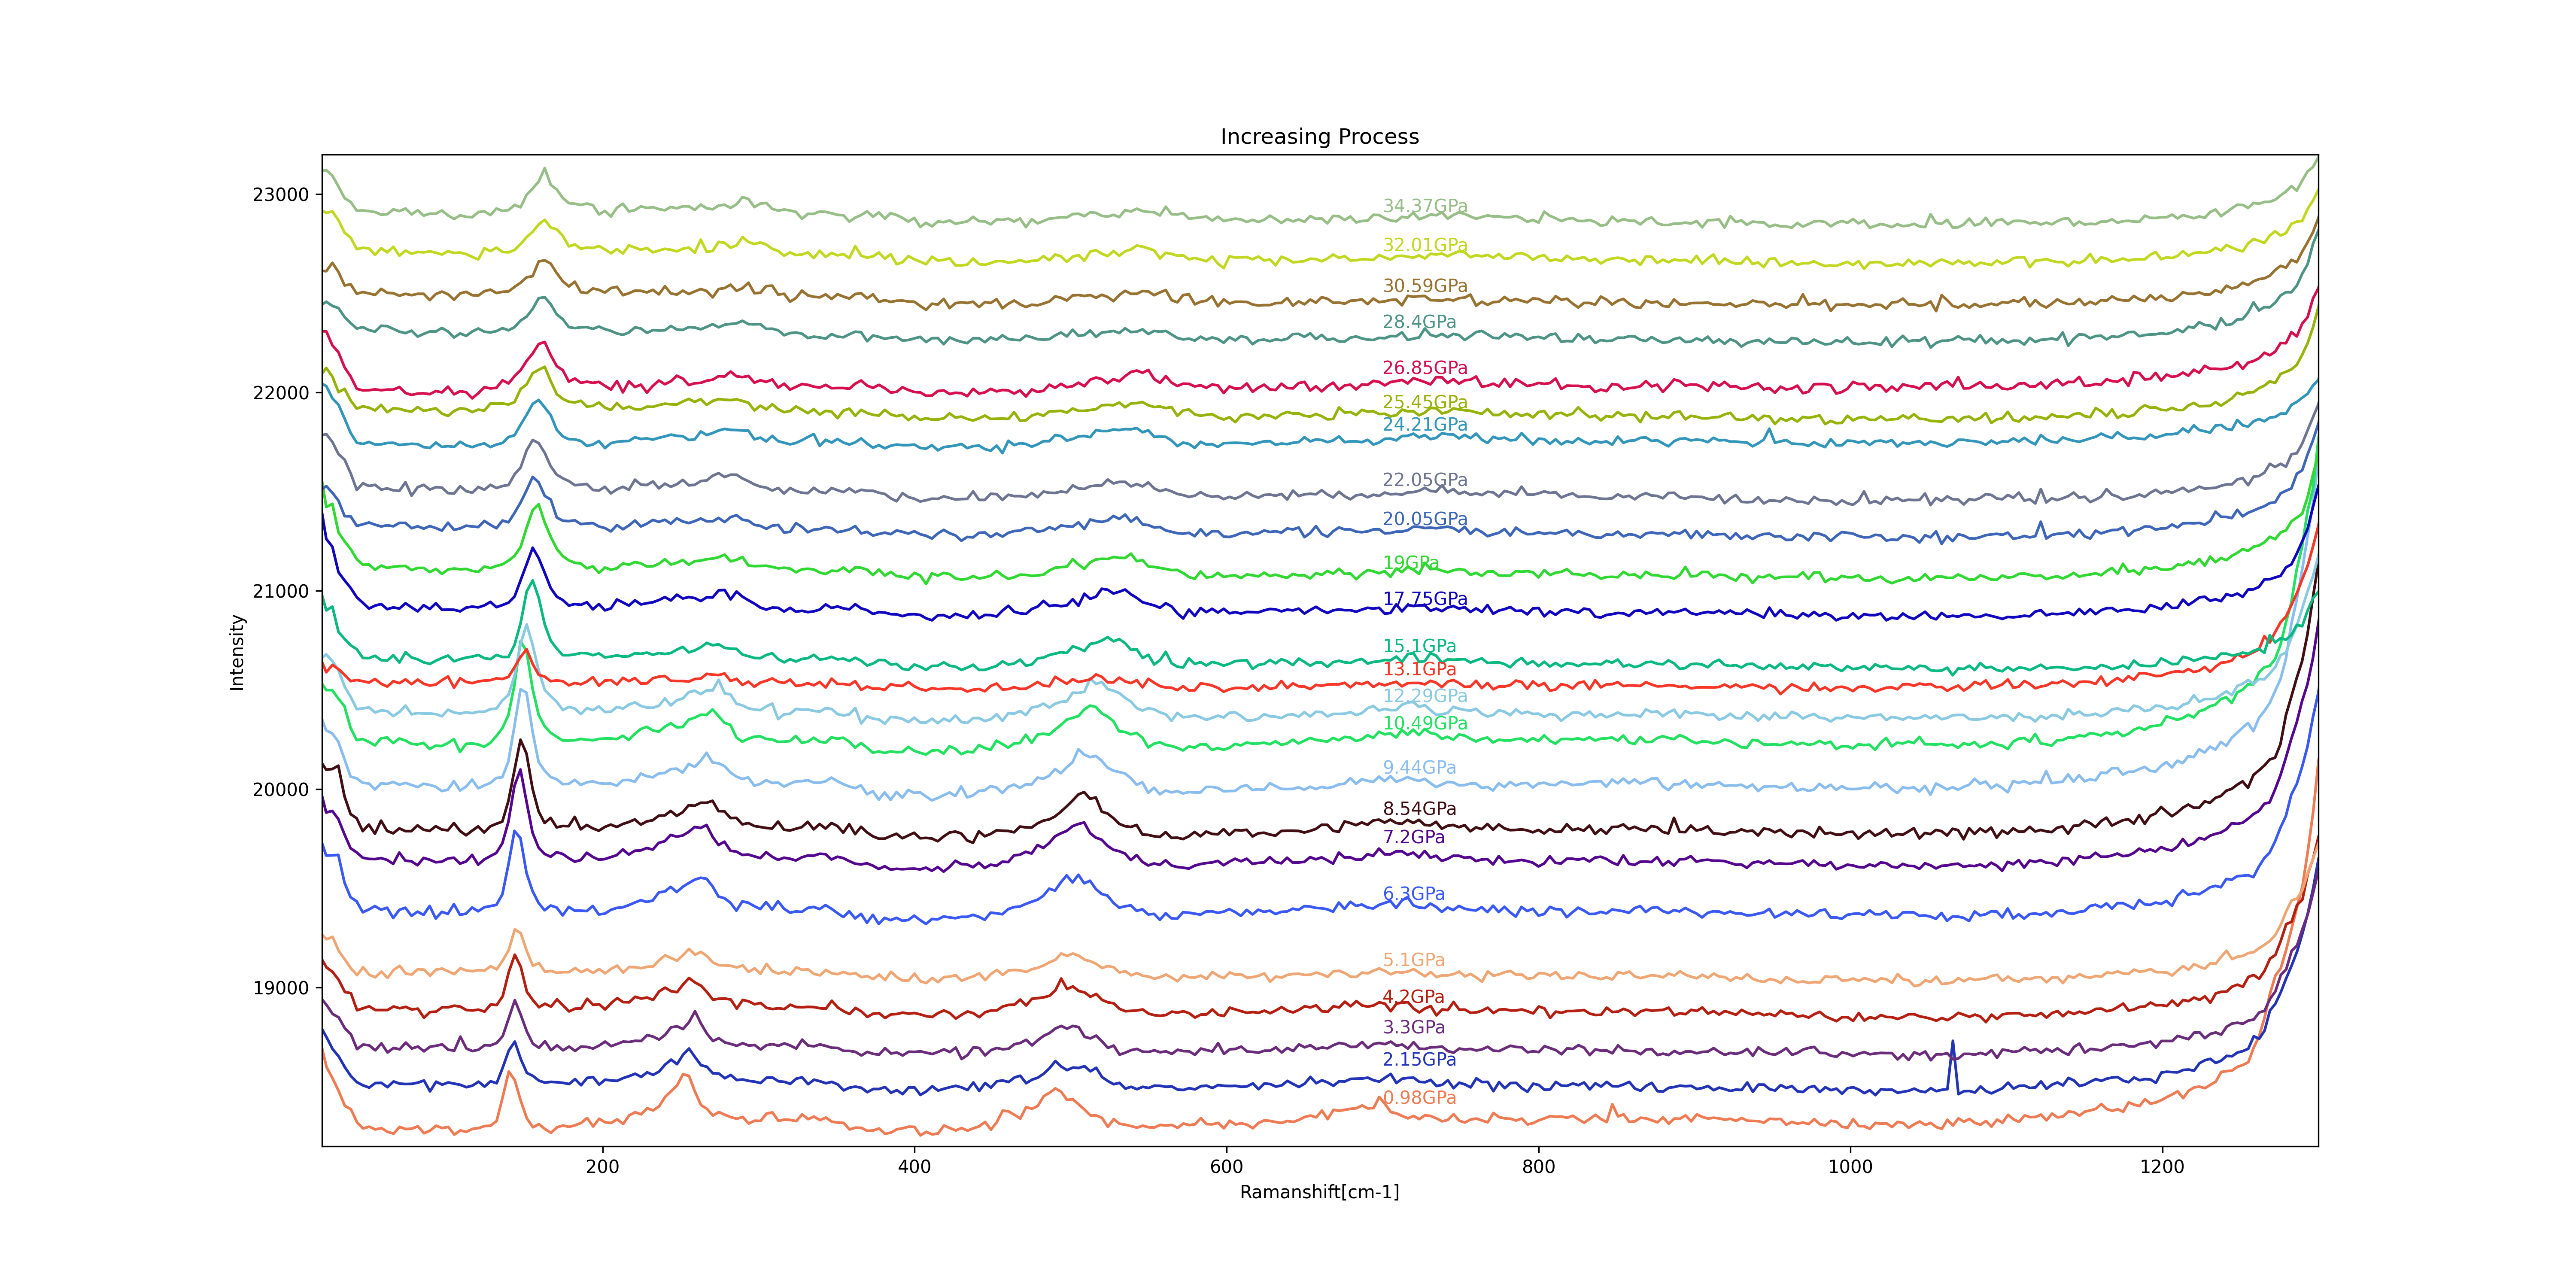 Increasing Process
23000
34.37GPa
32.01GPa
30.59GPa
28.4GPa
26.85GPa
22000
25.45GPa
24.21GPa
22.05GPa
20.05GPa
19GPa
21000
17.75GPa
15.1GPa
13.1GPa
12.29GPa
10.49GPa
9.44GPa
20000
8.54GPa
7.2GPa
6.3GPa
5.1GPa
19000
4.2GPa
3.3GPa
2.15GPa
0.98GPa
Intensity
200 400 600 800 1000 1200
Ramanshift[cm-1]